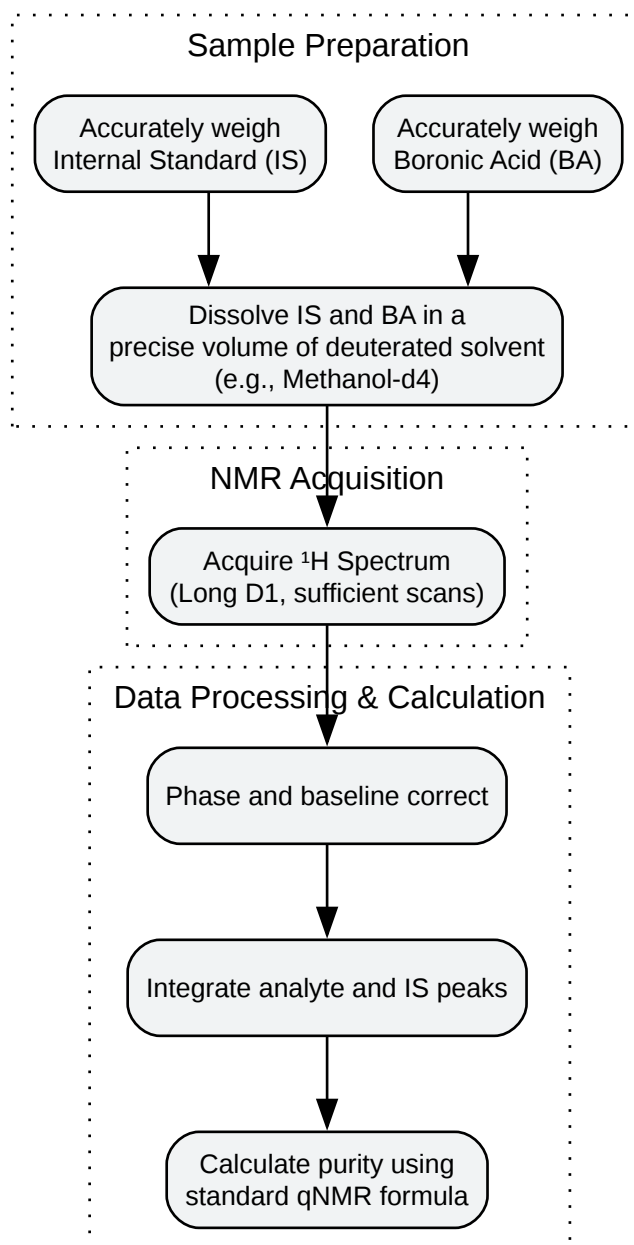 Sample Preparation
Accurately weigh
Internal Standard (IS)
Accurately weigh
Boronic Acid (BA)
Dissolve IS and BA in a
precise volume of deuterated solvent
(e.g., Methanol-d4)
NMR Acquisition
Acquire ¹H Spectrum
(Long D1, sufficient scans)
Data Processing & Calculation
Phase and baseline correct
Integrate analyte and IS peaks
Calculate purity using
standard qNMR formula